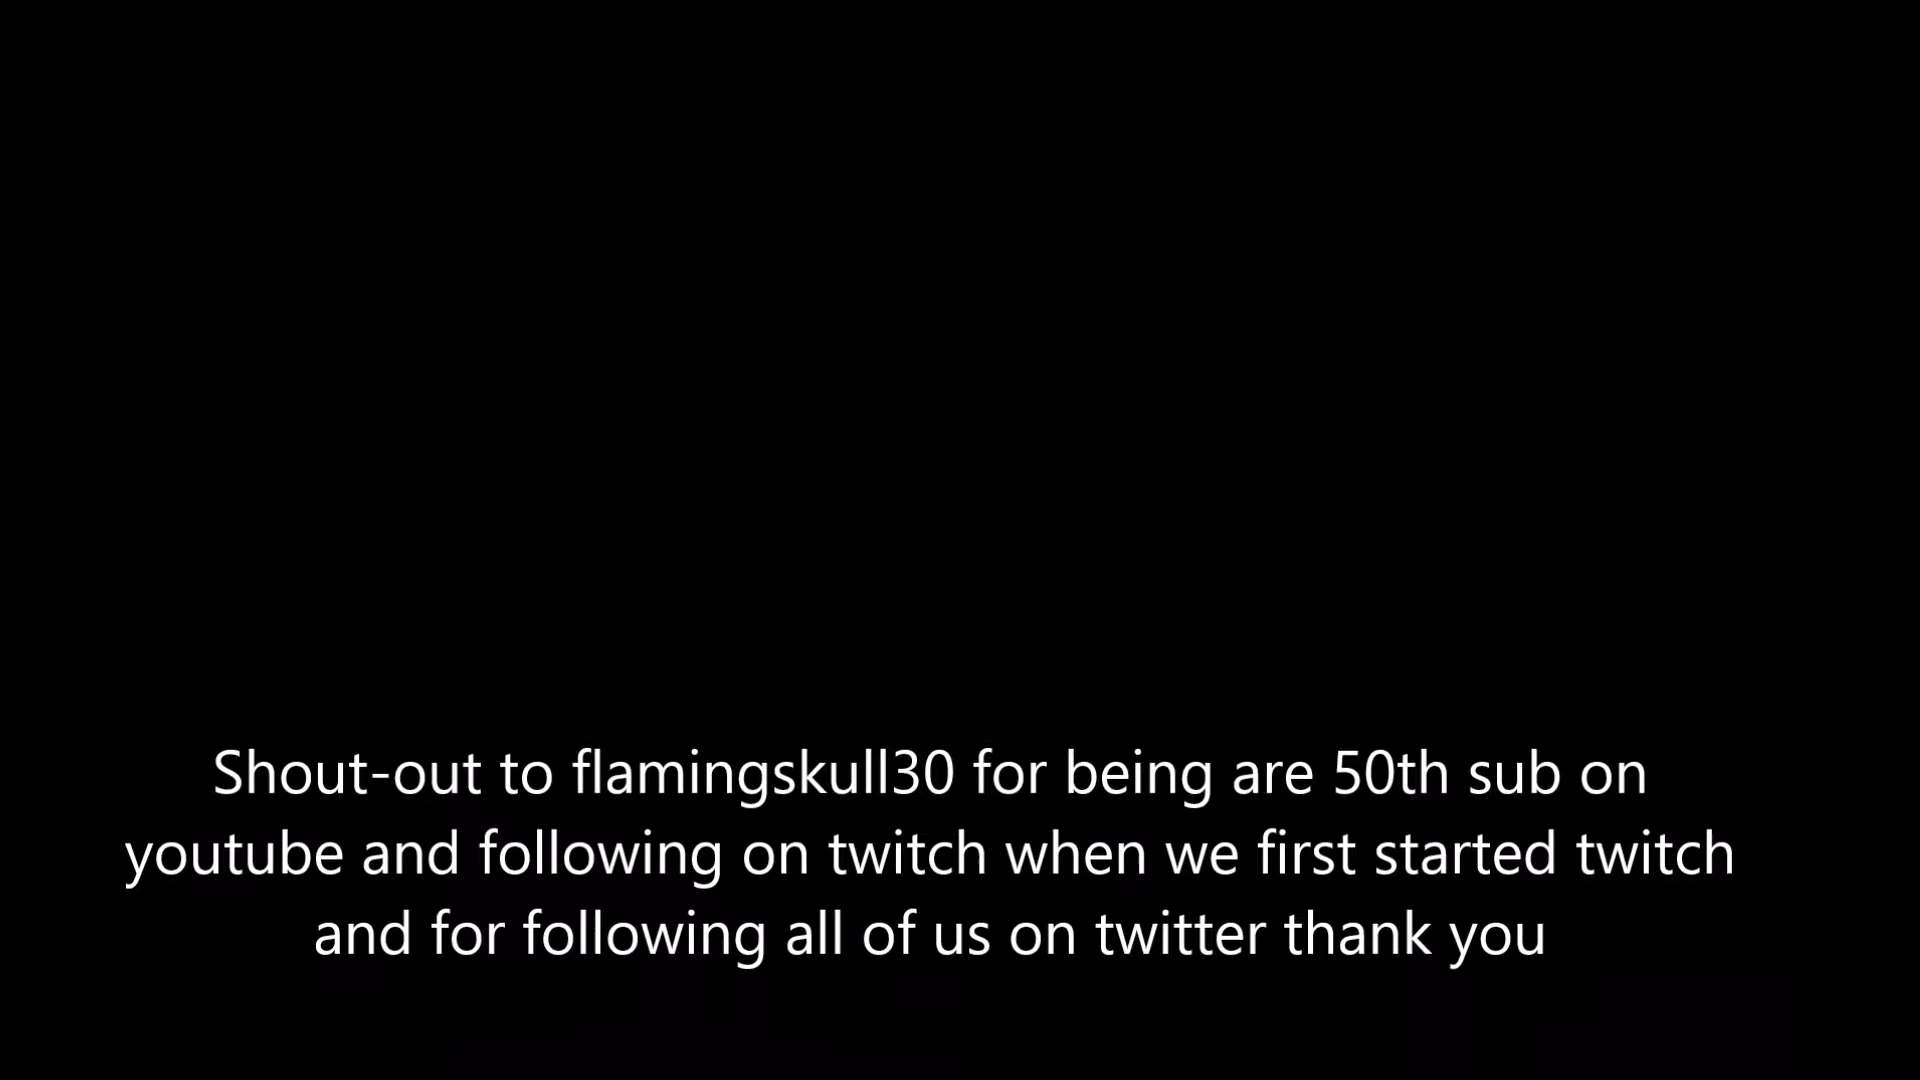 Shout-out to flamingskull30 for being are 50th sub on
youtube and following on twitch when we first started twitch
and for following all of us on twitter thank you